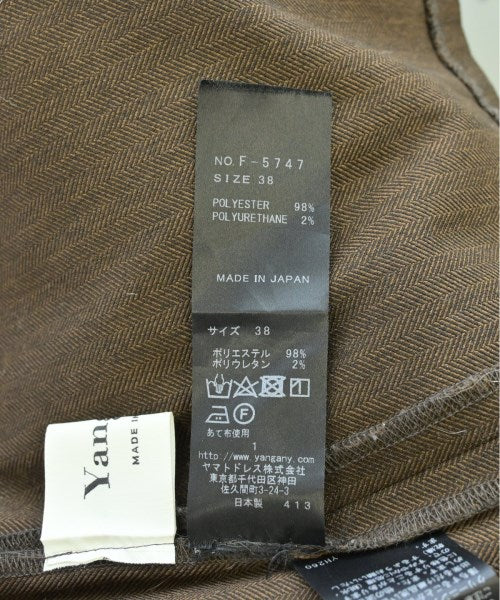 NO. F-5747
SIZE 38
POLYESTER 98%
POLYURETHANE 2%
MADE IN JAPAN
サイズ 38
ポリエステル 98%
ポリウレタン 2%
F
あて布使用
1
http://www.yangany.com
ヤマトドレス株式会社
東京都千代田区神田
佐久間町3-24-3
日本製 413
Yang
MADE IN
YH260